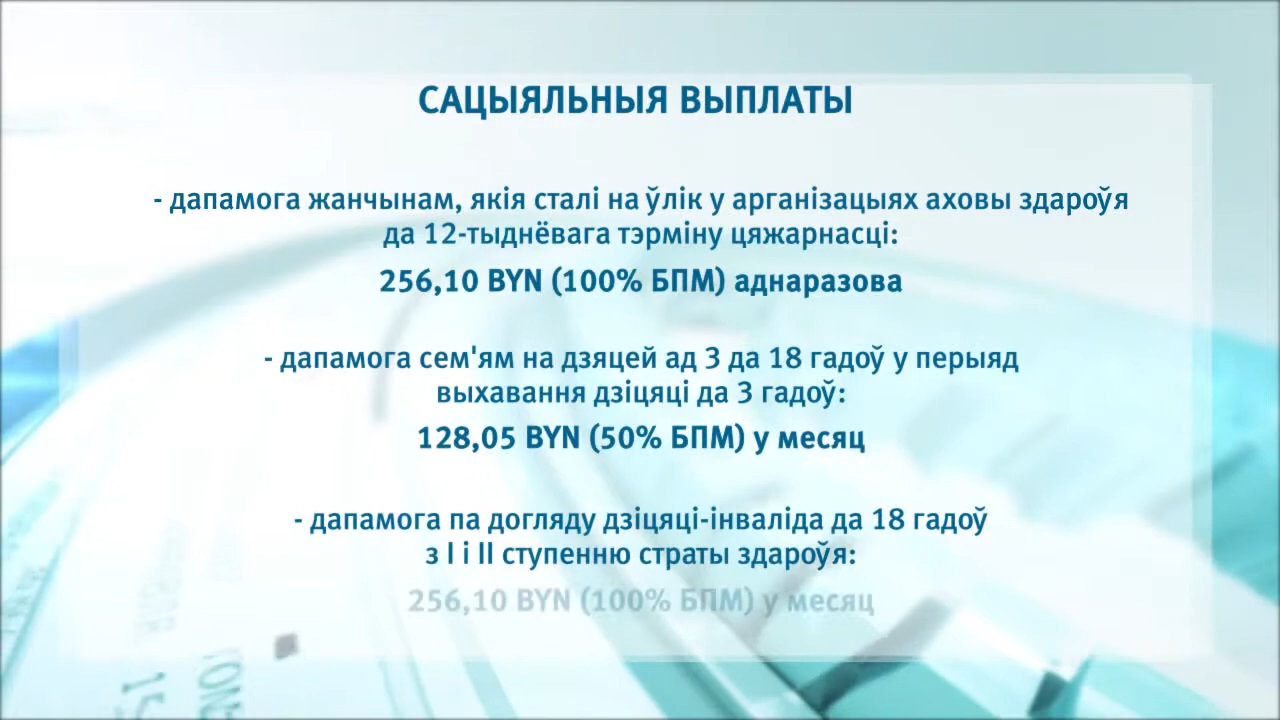 САЦЫЯЛЬНЫЯ ВЫПЛАТЫ
- дапамога жанчынам, якія сталі на ўлік у арганізацыях аховы здароўя
да 12-тыднёвага тэрміну цяжарнасці:
256,10 BYN (100% БПМ) аднаразова
- дапамога сем'ям на дзяцей ад 3 да 18 гадоў у перыяд
выхавання дзіцяці да 3 гадоў:
128,05 BYN (50% БПМ) у месяц
- дапамога па догляду дзіцяці-інваліда да 18 гадоў
з I і II ступенню страты здароўя:
256,10 BYN (100% БПМ) у месяц